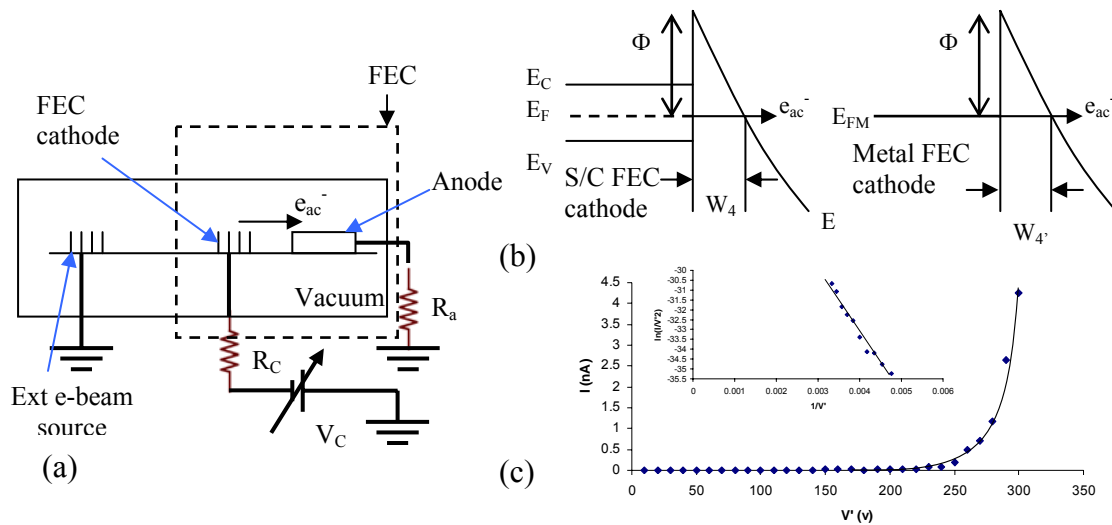 FEC
FEC
cathode
Anode
e_ac^-
Vacuum
R_a
R_C
Ext e-beam
source
V_C
(a)
Φ
E_C
E_F
e_ac^-
E_V
S/C FEC
cathode
W_4
E
Φ
E_FM
e_ac^-
Metal FEC
cathode
W_4'
(b)
I (nA)
4.5
4
3.5
3
2.5
2
1.5
1
0.5
0
0
50
100
150
200
250
300
350
V' (v)
ln(I/V'^2)
-30
-30.5
-31
-31.5
-32
-32.5
-33
-33.5
-34
-34.5
-35
-35.5
0
0.001
0.002
0.003
0.004
0.005
0.006
1/V'
(c)